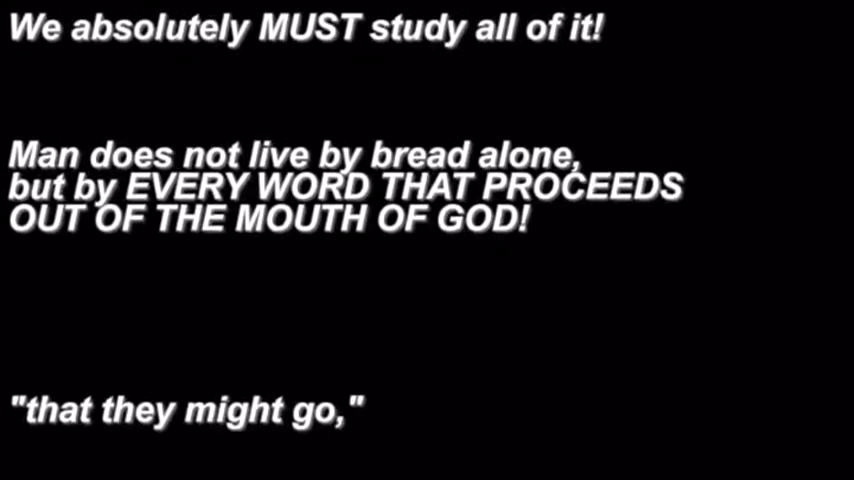 We absolutely MUST study all of it!
Man does not live by bread alone,
but by EVERY WORD THAT PROCEEDS
OUT OF THE MOUTH OF GOD!
"that they might go,"